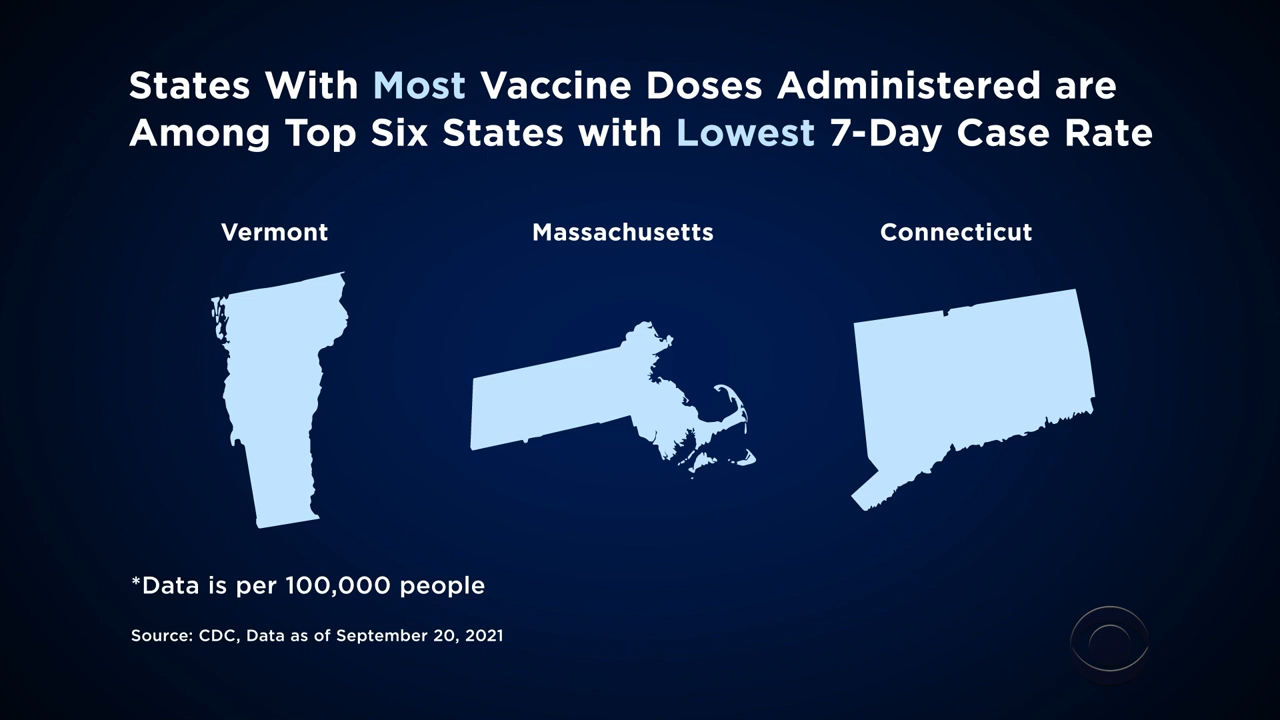 States With Most Vaccine Doses Administered are
Among Top Six States with Lowest 7-Day Case Rate
Vermont
Massachusetts
Connecticut
*Data is per 100,000 people
Source: CDC, Data as of September 20, 2021